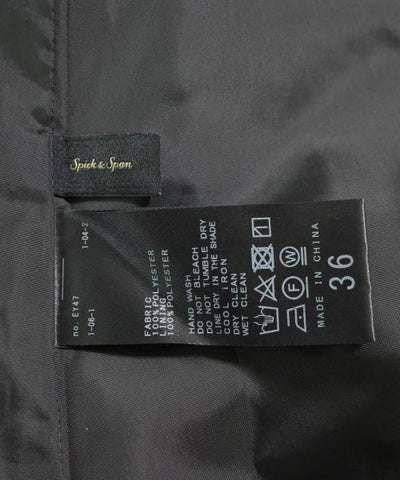 Spick & Span
no. EY47
1-06-1
1-04-2
FABRIC
100%POLYESTER
LINING
100%POLYESTER
HAND WASH
DO NOT BLEACH
DO NOT TUMBLE DRY
LINE DRY IN THE SHADE
COOL IRON
DRY CLEAN
WET CLEAN
F
W
MADE IN CHINA
36